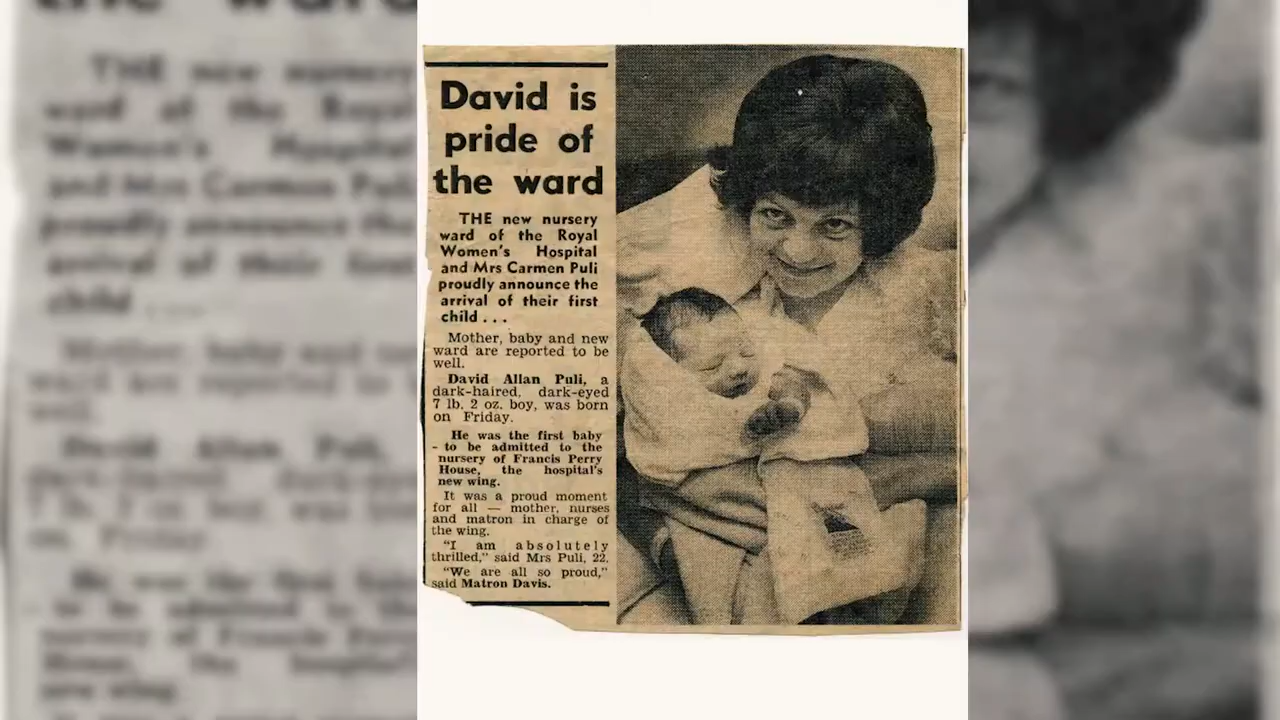 David is
pride of
the ward
THE new nursery
ward of the Royal
Women's Hospital
and Mrs Carmen Puli
proudly announce the
arrival of their first
child . . .
Mother, baby and new
ward are reported to be
well.
David Allan Puli, a
dark-haired, dark-eyed
7 lb. 2 oz. boy, was born
on Friday.
He was the first baby
- to be admitted to the
nursery of Francis Perry
House, the hospital's
new wing.
It was a proud moment
for all — mother, nurses
and matron in charge of
the wing.
"I am absolutely
thrilled," said Mrs Puli, 22.
"We are all so proud,"
said Matron Davis.